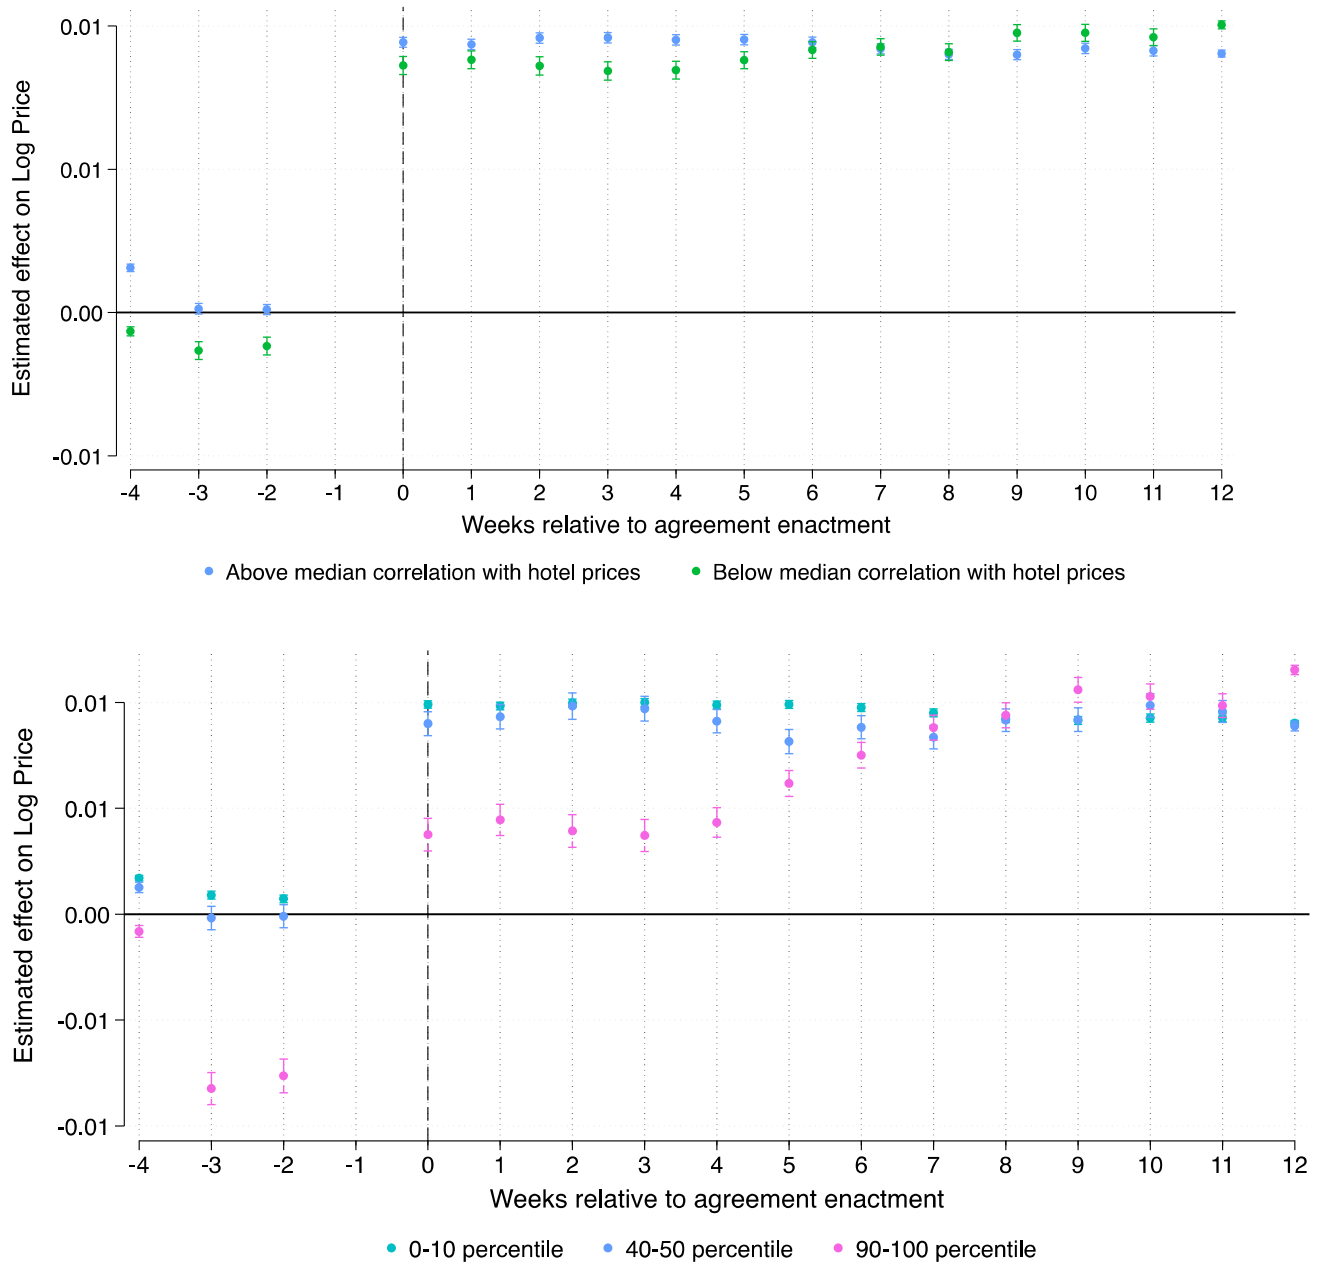 Estimated effect on Log Price
0.01
0.01
0.00
-0.01
-4 -3 -2 -1 0 1 2 3 4 5 6 7 8 9 10 11 12
Weeks relative to agreement enactment
Above median correlation with hotel prices Below median correlation with hotel prices
Estimated effect on Log Price
0.01
0.01
0.00
-0.01
-0.01
-4 -3 -2 -1 0 1 2 3 4 5 6 7 8 9 10 11 12
Weeks relative to agreement enactment
0-10 percentile 40-50 percentile 90-100 percentile